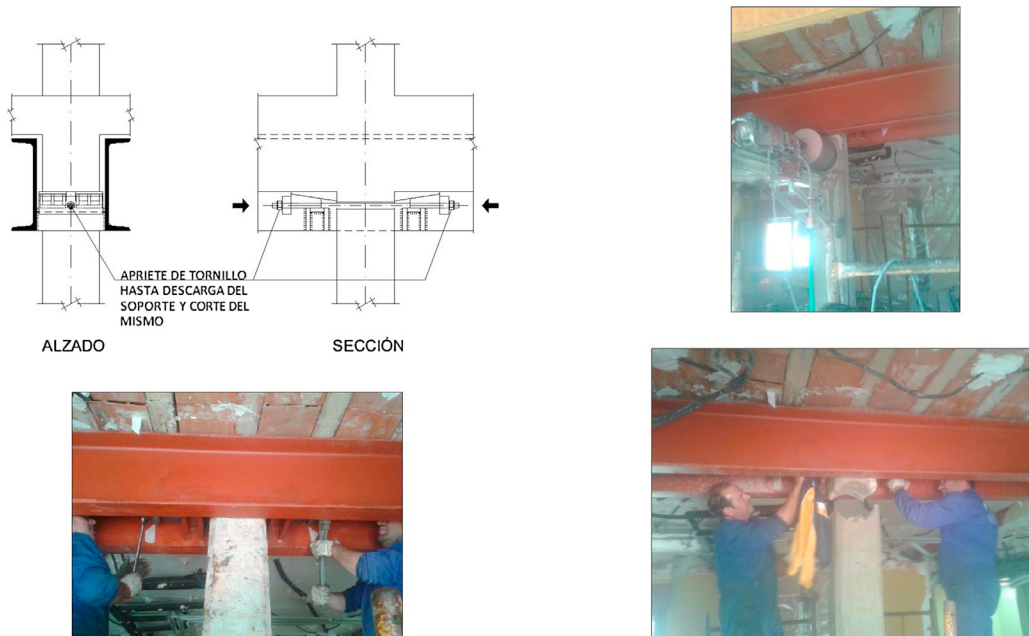 APRIETE DE TORNILLO
HASTA DESCARGA DEL
SOPORTE Y CORTE DEL
MISMO
ALZADO
SECCIÓN